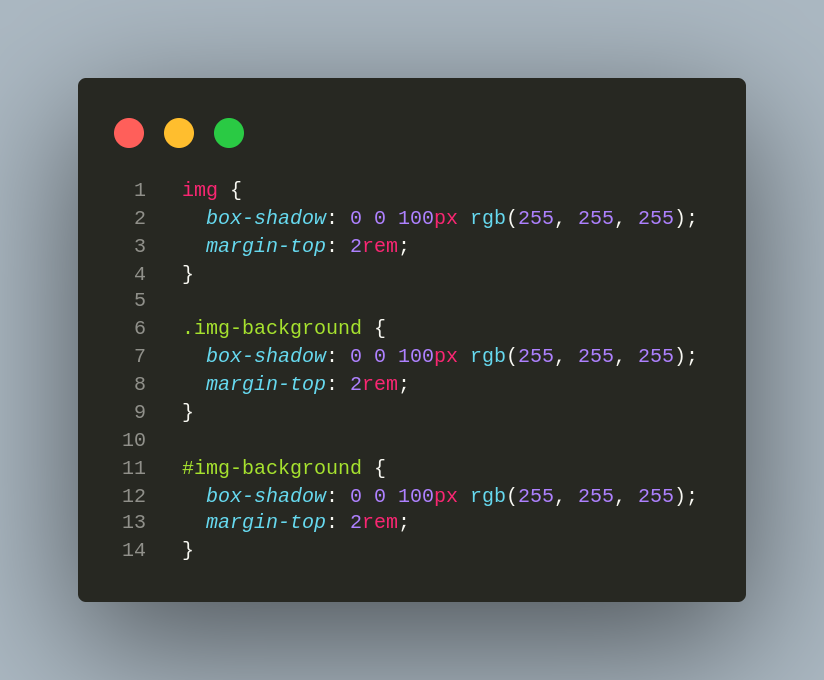 1 img {
2   box-shadow: 0 0 100px rgb(255, 255, 255);
3   margin-top: 2rem;
4 }
5
6 .img-background {
7   box-shadow: 0 0 100px rgb(255, 255, 255);
8   margin-top: 2rem;
9 }
10
11 #img-background {
12   box-shadow: 0 0 100px rgb(255, 255, 255);
13   margin-top: 2rem;
14 }